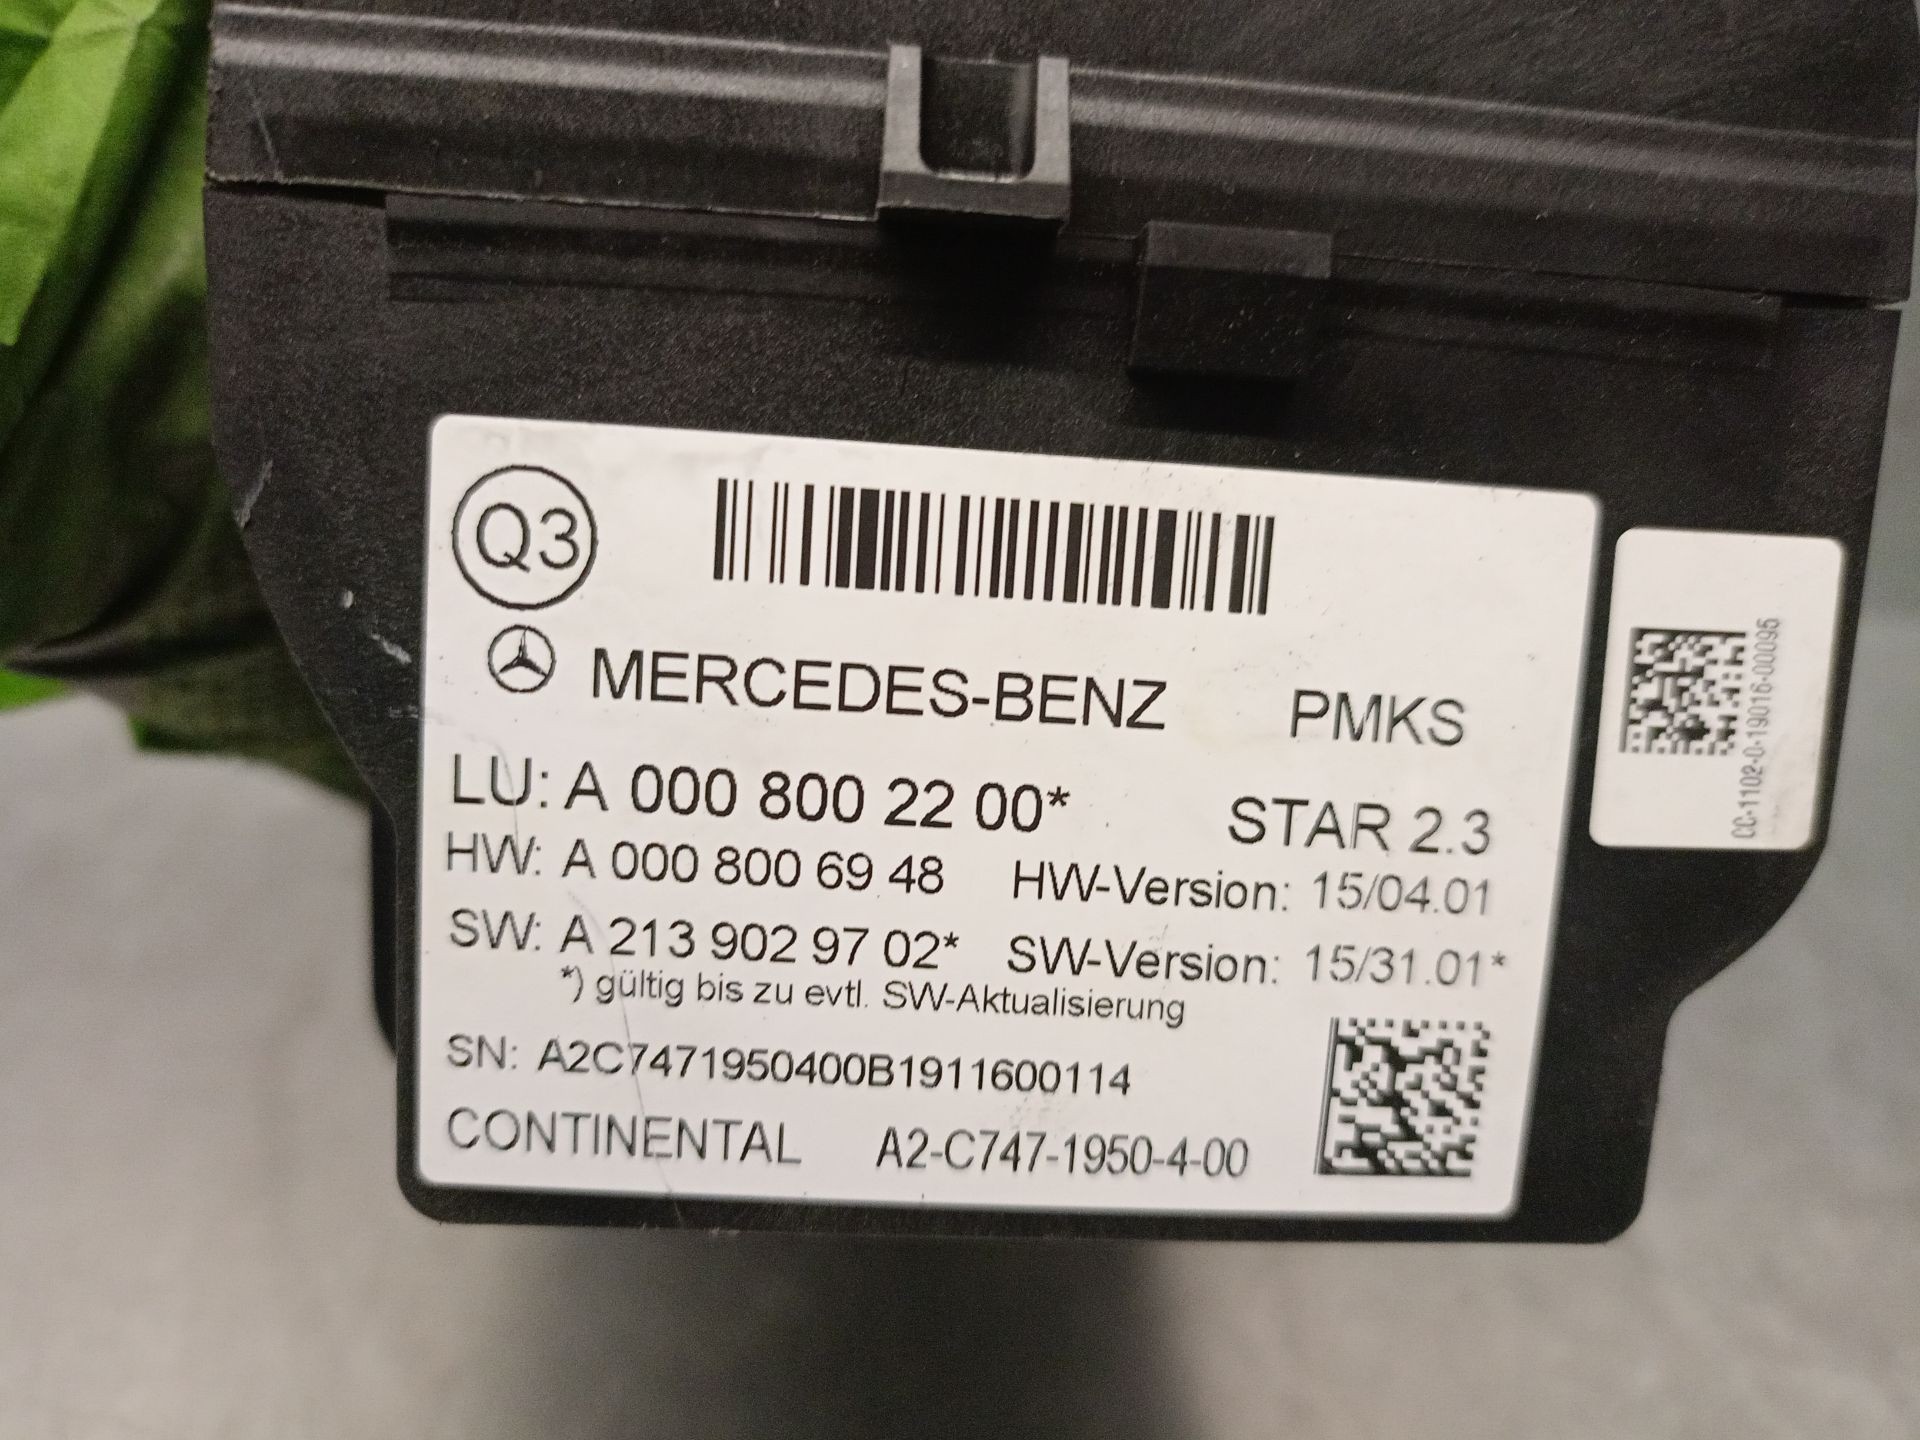 Q3
MERCEDES-BENZ PMKS
LU: A 000 800 22 00* STAR 2.3
HW: A 000 800 69 48 HW-Version: 15/04.01
SW: A 213 902 97 02* SW-Version: 15/31.01*
*) gültig bis zu evtl. SW-Aktualisierung
SN: A2C7471950400B1911600114
CONTINENTAL A2-C747-1950-4-00
CC-1102-0-19016-00095